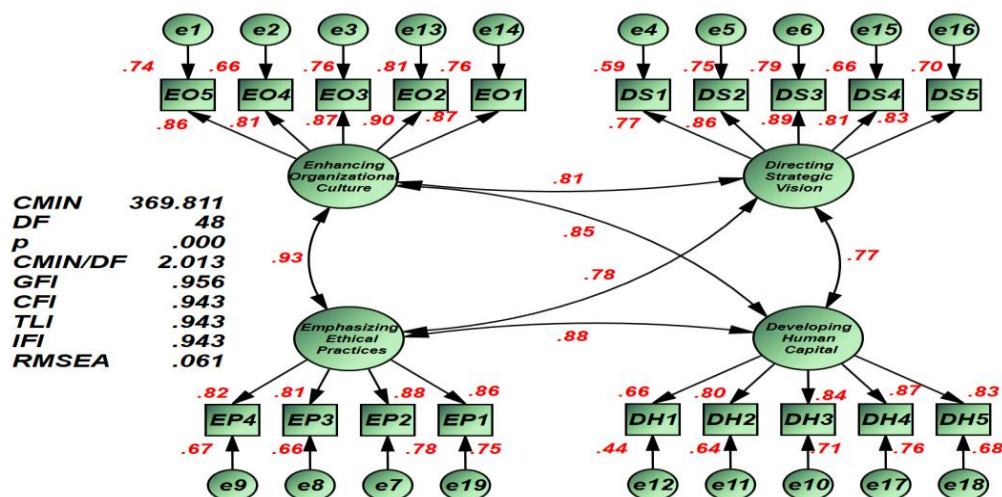 e1 e2 e3 e13 e14 e4 e5 e6 e15 e16
.74 .66 .76 .81 .76 .59 .75 .79 .66 .70
EO5 EO4 EO3 EO2 EO1 DS1 DS2 DS3 DS4 DS5
.86 .81 .87 .90 .87 .77 .86 .89 .81 .83
Enhancing
Organizational
Culture
Directing
Strategic
Vision
.81
.85
.93
.78
.77
CMIN 369.811
DF 48
p .000
CMIN/DF 2.013
GFI .956
CFI .943
TLI .943
IFI .943
RMSEA .061
Emphasizing
Ethical
Practices
.88
Developing
Human
Capital
.82 .81 .88 .86 .66 .80 .84 .87 .83
EP4 EP3 EP2 EP1 DH1 DH2 DH3 DH4 DH5
.67 .66 .78 .75 .44 .64 .71 .76 .68
e9 e8 e7 e19 e12 e11 e10 e17 e18